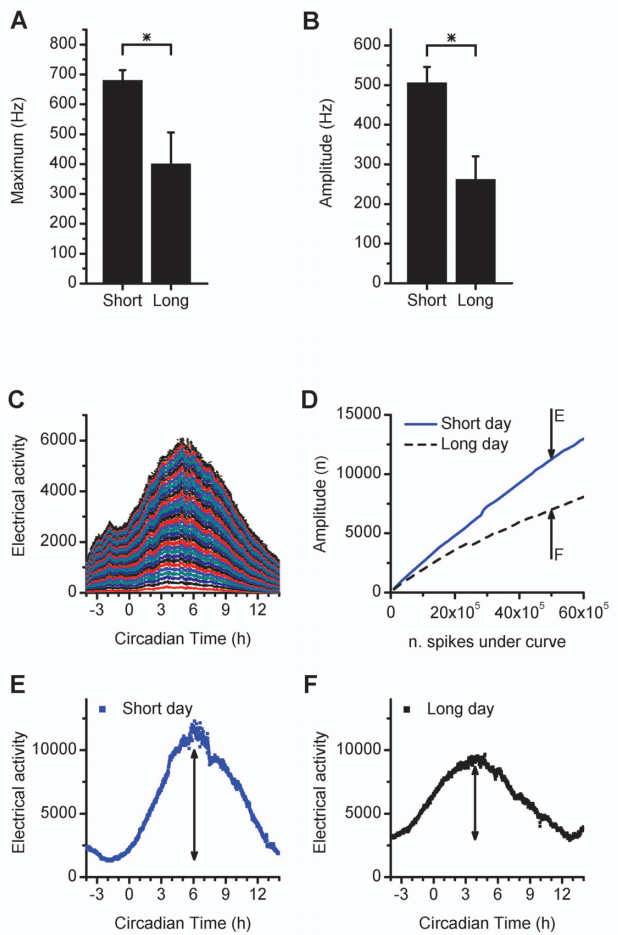 A
B
*
*
Maximum (Hz)
800
700
600
500
400
300
200
100
0
Short Long
Amplitude (Hz)
600
500
400
300
200
100
0
Short Long
C
D
Electrical activity
6000
4000
2000
0
-3 0 3 6 9 12
Circadian Time (h)
Amplitude (n)
15000
10000
5000
0
Short day
Long day
E
F
0 20x10⁵ 40x10⁵ 60x10⁵
n. spikes under curve
E
F
Short day
Electrical activity
10000
5000
0
-3 0 3 6 9 12
Circadian Time (h)
Long day
Electrical activity
10000
5000
0
-3 0 3 6 9 12
Circadian Time (h)